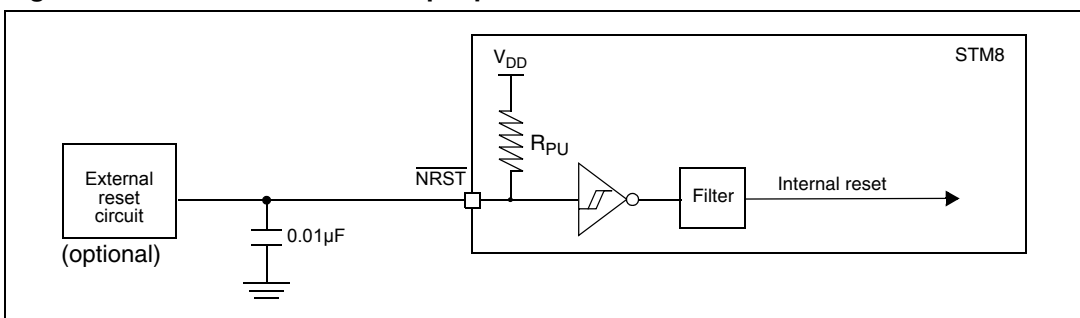 STM8
VDD
RPU
NRST
External
reset
circuit
(optional)
0.01µF
Filter
Internal reset